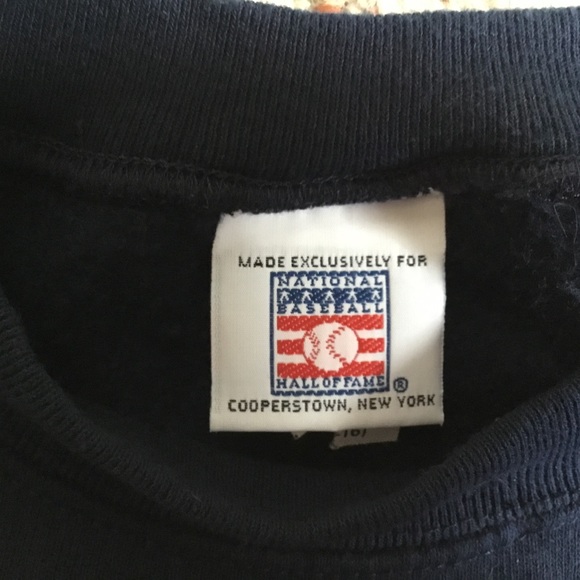 MADE EXCLUSIVELY FOR
NATIONAL
BASEBALL
HALL OF FAME ®
COOPERSTOWN, NEW YORK